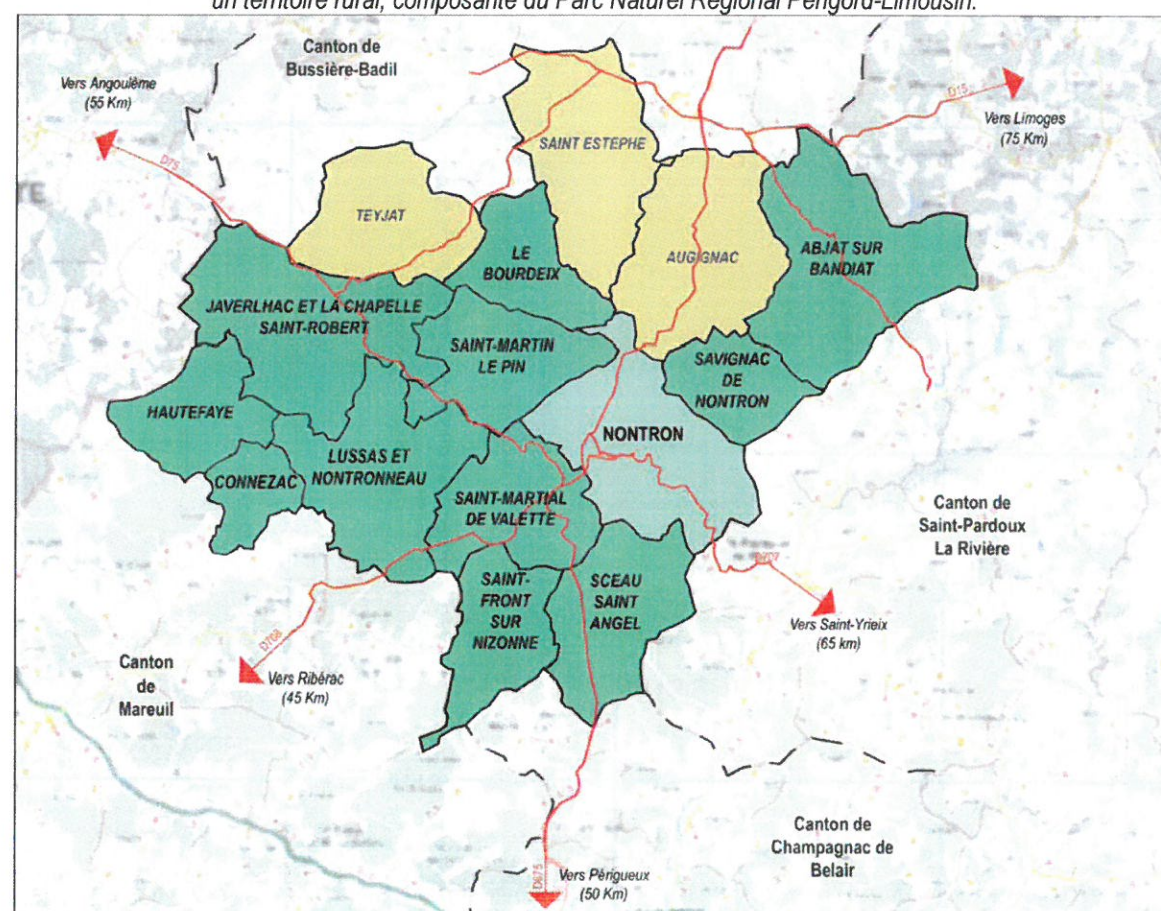 un territoire rural, composante du Parc Naturel Régional Périgord-Limousin.
Canton de
Bussière-Badil
Vers Angoulème
(55 Km)
D75
D15
Vers Limoges
(75 Km)
SAINT ESTEPHE
TEYJAT
AUGIGNAC
ABJAT SUR
BANDIAT
LE
BOURDEIX
JAVERLHAC ET LA CHAPELLE
SAINT-ROBERT
SAINT-MARTIN
LE PIN
SAVIGNAC
DE
NONTRON
HAUTEFAYE
NONTRON
LUSSAS ET
NONTRONNEAU
CONNEZAC
SAINT-MARTIAL
DE VALETTE
Canton de
Saint-Pardoux
La Rivière
SAINT-
FRONT
SUR
NIZONNE
SCEAU
SAINT
ANGEL
D707
Vers Saint-Yrieix
(65 km)
D708
Vers Ribérac
(45 Km)
Canton
de
Mareuil
Canton de
Champagnac de
Belair
D675
Vers Périgueux
(50 Km)